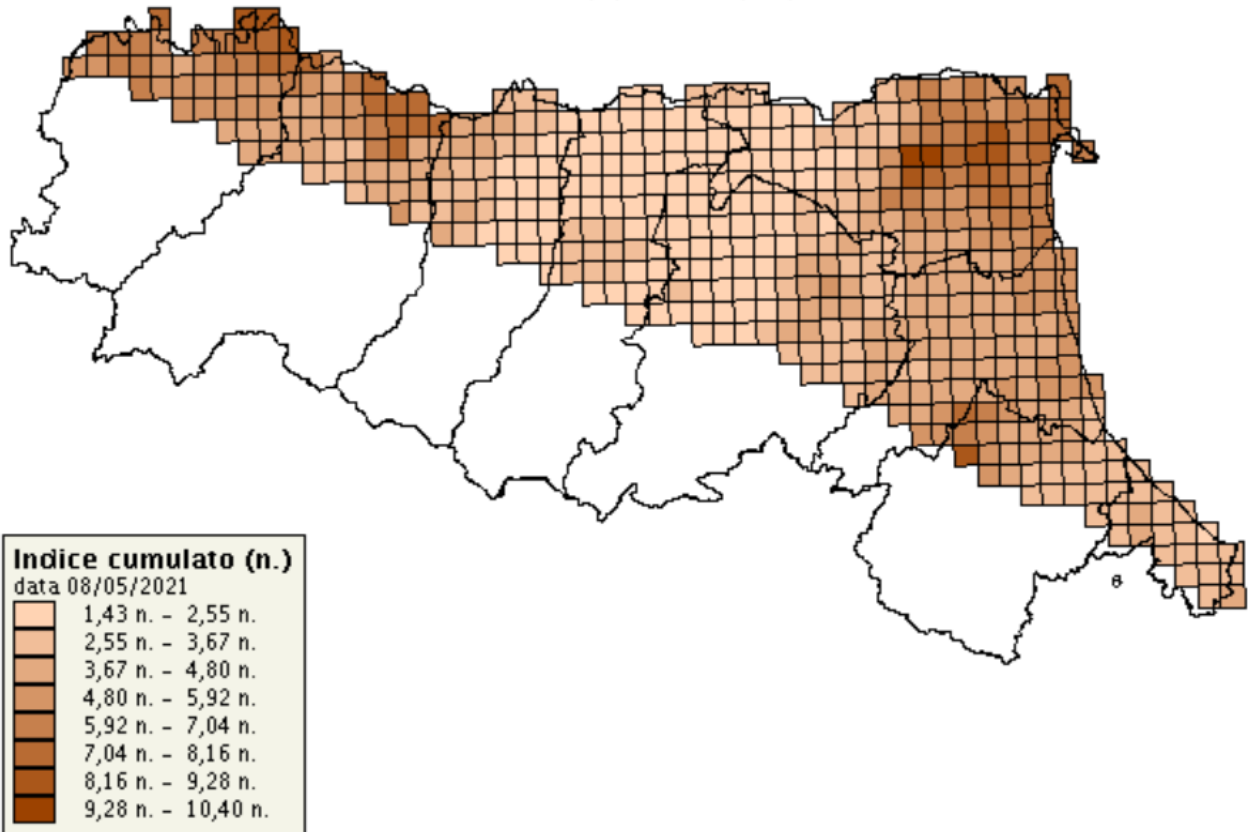 Indice cumulato (n.)
data 08/05/2021
1,43 n. - 2,55 n.
2,55 n. - 3,67 n.
3,67 n. - 4,80 n.
4,80 n. - 5,92 n.
5,92 n. - 7,04 n.
7,04 n. - 8,16 n.
8,16 n. - 9,28 n.
9,28 n. - 10,40 n.